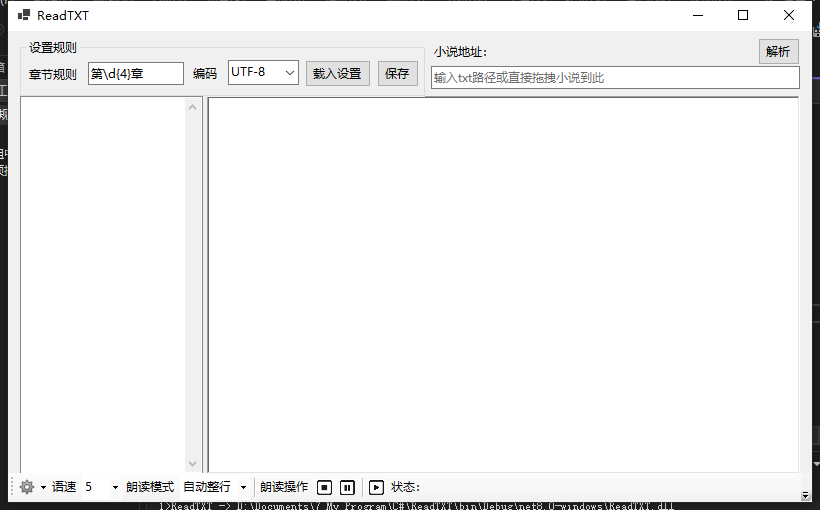 ReadTXT
设置规则
小说地址: 解析
章节规则 第\d{4}章 编码 UTF-8 载入设置 保存
输入txt路径或直接拖拽小说到此
语速 5 朗读模式 自动整行 朗读操作 状态:
1>ReadTXT -> D:\Documents\7 My Program\C#\ReadTXT\bin\Debug\net8.0-windows\ReadTXT.dll